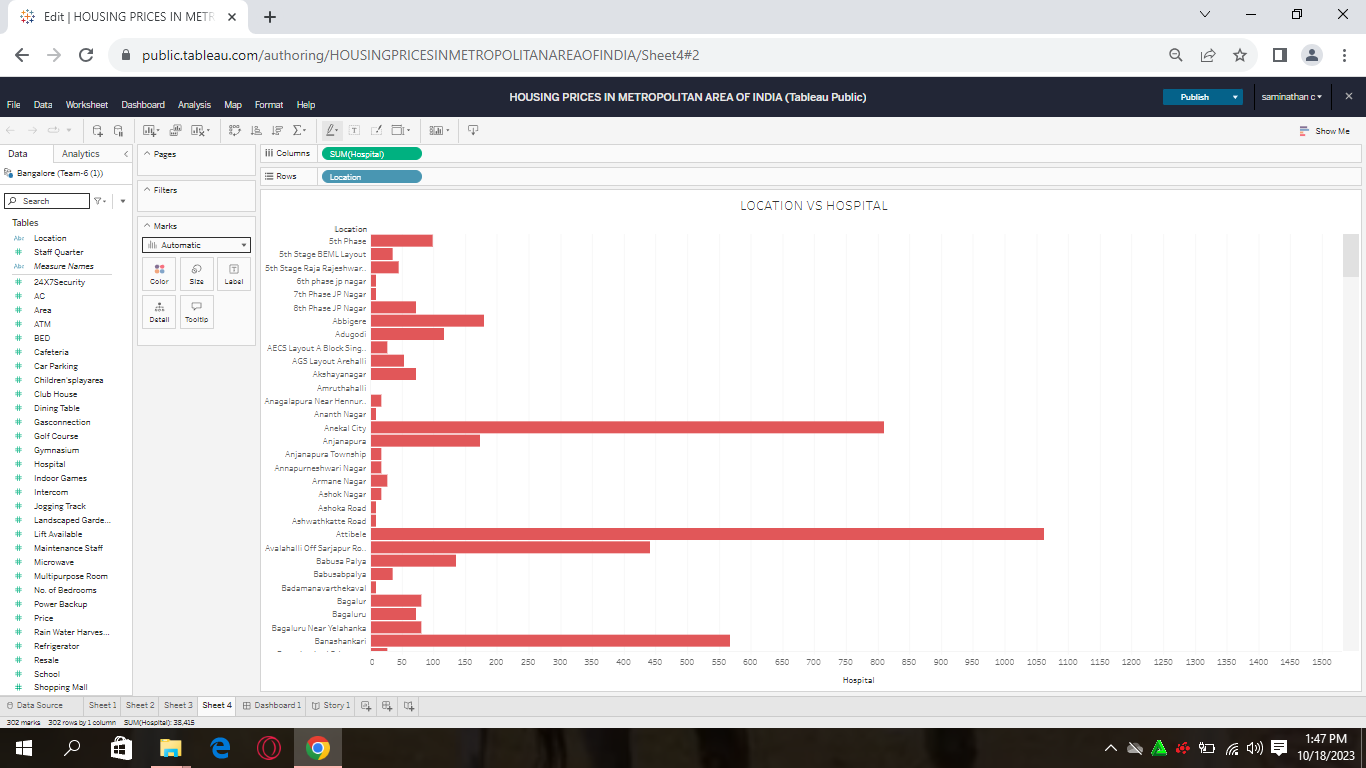 Edit | HOUSING PRICES IN METR
public.tableau.com/authoring/HOUSINGPRICESINMETROPOLITANAREAOFINDIA/Sheet4#2
HOUSING PRICES IN METROPOLITAN AREA OF INDIA (Tableau Public)
Publish
saminathan c
File Data Worksheet Dashboard Analysis Map Format Help
Show Me
Data Analytics
Bangalore (Team-6 (1))
Search
Tables
Abc Location
# Staff Quarter
Abc Measure Names
# 24X7Security
# AC
# Area
# ATM
# BED
# Cafeteria
# Car Parking
# Children'splayarea
# Club House
# Dining Table
# Gasconnection
# Golf Course
# Gymnasium
# Hospital
# Indoor Games
# Intercom
# Jogging Track
# Landscaped Garde...
# Lift Available
# Maintenance Staff
# Microwave
# Multipurpose Room
# No. of Bedrooms
# Power Backup
# Price
# Rain Water Harves...
# Refrigerator
# Resale
# School
# Shopping Mall
Pages
Filters
Marks
Automatic
Color Size Label
Detail Tooltip
Columns SUM(Hospital)
Rows Location
LOCATION VS HOSPITAL
Location
5th Phase
5th Stage BEML Layout
5th Stage Raja Rajeshwar..
6th phase jp nagar
7th Phase JP Nagar
8th Phase JP Nagar
Abbigere
Adugodi
AECS Layout A Block Sing..
AGS Layout Arehalli
Akshayanagar
Amruthahalli
Anagalapura Near Hennur..
Ananth Nagar
Anekal City
Anjanapura
Anjanapura Township
Annapurneshwari Nagar
Armane Nagar
Ashok Nagar
Ashoka Road
Ashwathkatte Road
Attibele
Avalahalli Off Sarjapur Ro..
Babusa Palya
Babusabpalya
Badamanavarthekaval
Bagalur
Bagaluru
Bagaluru Near Yelahanka
Banashankari
0 50 100 150 200 250 300 350 400 450 500 550 600 650 700 750 800 850 900 950 1000 1050 1100 1150 1200 1250 1300 1350 1400 1450 1500
Hospital
Data Source Sheet 1 Sheet 2 Sheet 3 Sheet 4 Dashboard 1 Story 1
302 marks 302 rows by 1 column SUM(Hospital): 38,415
1:47 PM
10/18/2023